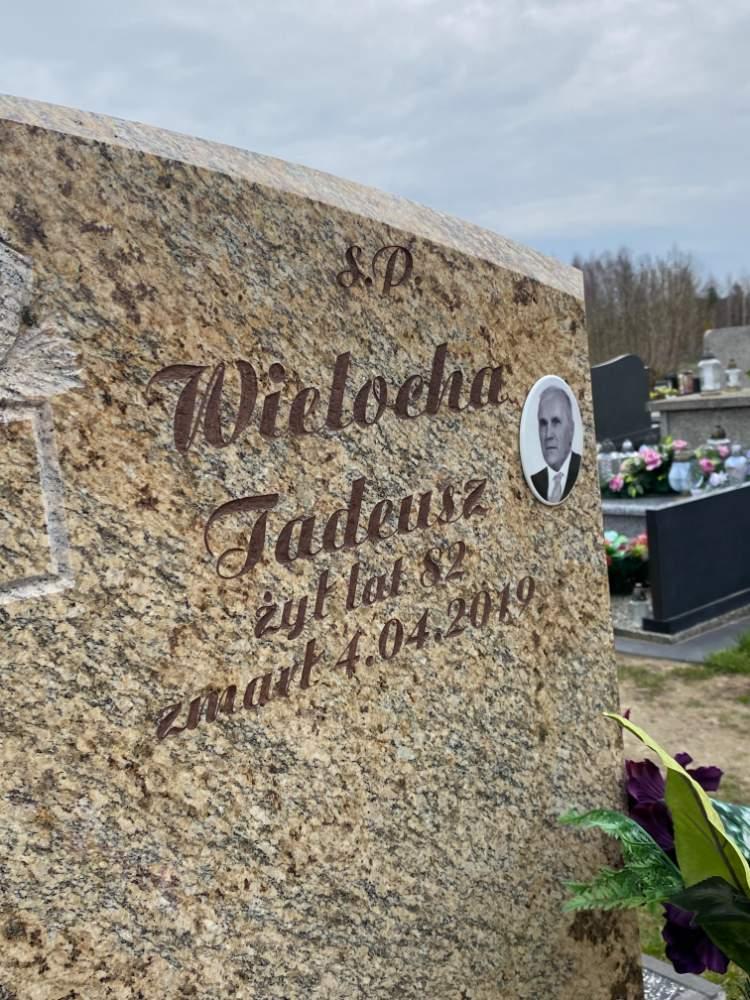 S.P.
Wielocha
Tadeusz
żył lat 82
zmarł 4.04.2019